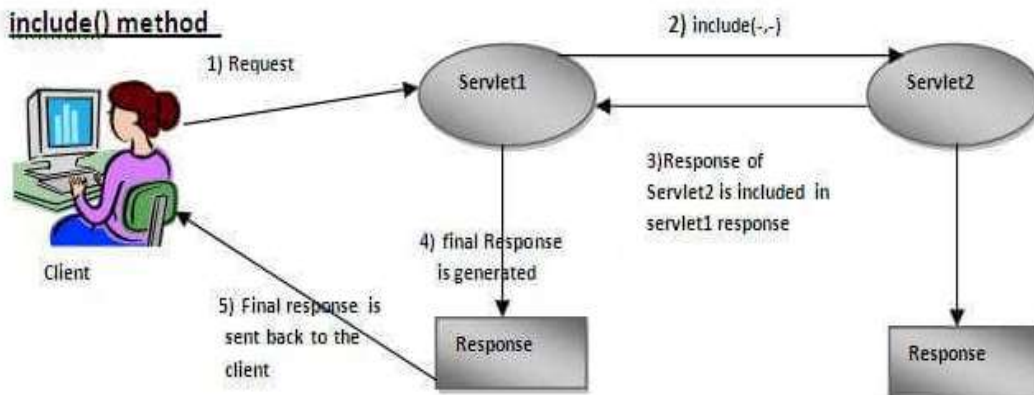 include() method
2) include(-,-)
1) Request
Servlet1
Servlet2
3)Response of
Servlet2 is included in
servlet1 response
4) final Response
is generated
Client
5) Final response is
sent back to the
client
Response
Response